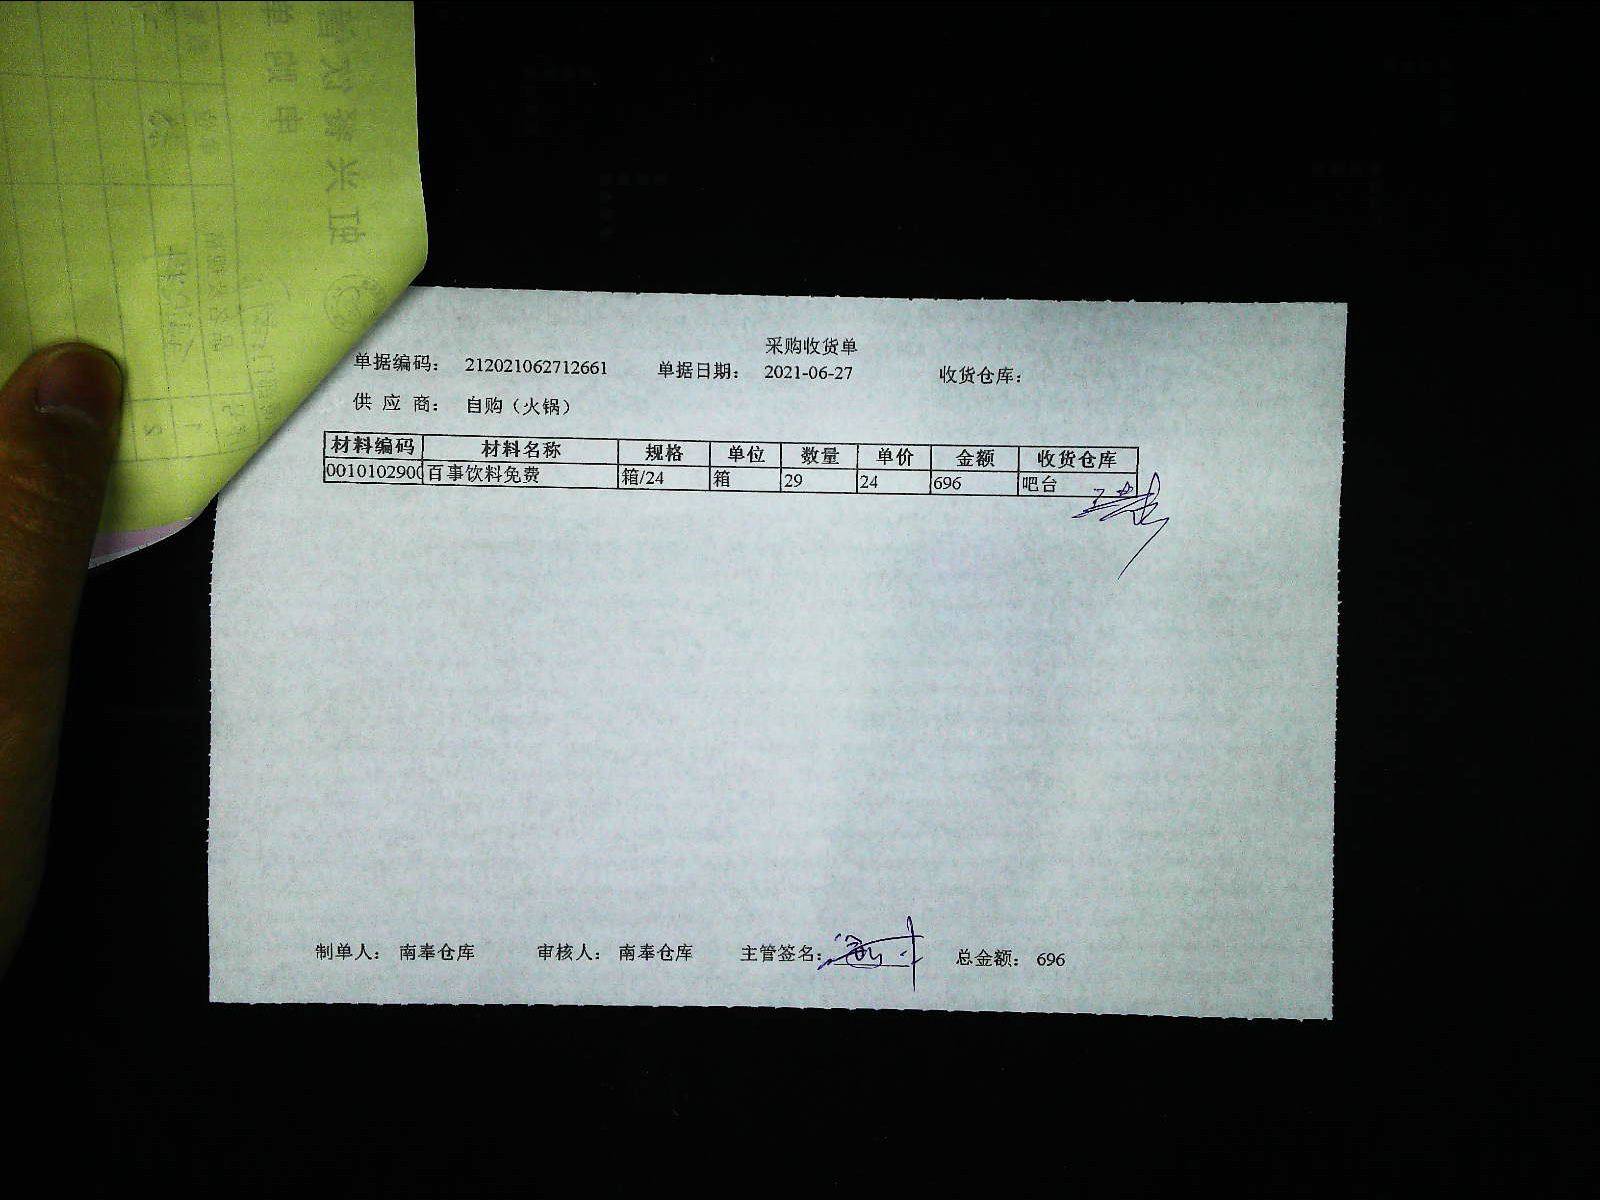 采购收货单
单据编码： 212021062712661 单据日期： 2021-06-27 收货仓库：
供 应 商： 自购（火锅）
材料编码 材料名称 规格 单位 数量 单价 金额 收货仓库
0010102900 百事饮料免费 箱/24 箱 29 24 696 吧台
制单人： 南奉仓库 审核人： 南奉仓库 主管签名： 总金额： 696